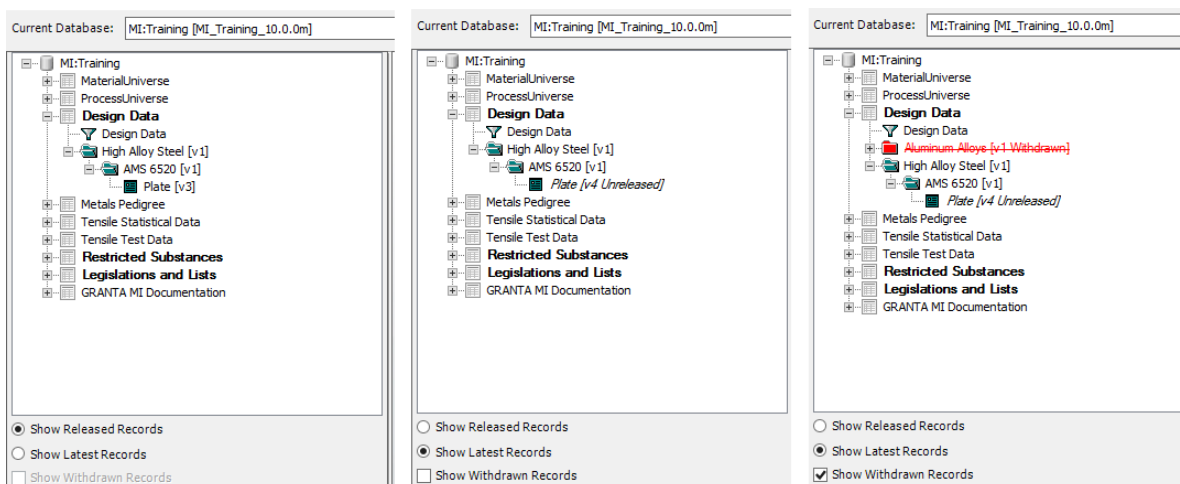 Current Database: MI:Training [MI_Training_10.0.0m]
MI:Training
MaterialUniverse
ProcessUniverse
Design Data
Design Data
High Alloy Steel [v1]
AMS 6520 [v1]
Plate [v3]
Metals Pedigree
Tensile Statistical Data
Tensile Test Data
Restricted Substances
Legislations and Lists
GRANTA MI Documentation
Show Released Records
Show Latest Records
Show Withdrawn Records
Current Database: MI:Training [MI_Training_10.0.0m]
MI:Training
MaterialUniverse
ProcessUniverse
Design Data
Design Data
High Alloy Steel [v1]
AMS 6520 [v1]
Plate [v4 Unreleased]
Metals Pedigree
Tensile Statistical Data
Tensile Test Data
Restricted Substances
Legislations and Lists
GRANTA MI Documentation
Show Released Records
Show Latest Records
Show Withdrawn Records
Current Database: MI:Training [MI_Training_10.0.0m]
MI:Training
MaterialUniverse
ProcessUniverse
Design Data
Design Data
Aluminum Alloys [v1 Withdrawn]
High Alloy Steel [v1]
AMS 6520 [v1]
Plate [v4 Unreleased]
Metals Pedigree
Tensile Statistical Data
Tensile Test Data
Restricted Substances
Legislations and Lists
GRANTA MI Documentation
Show Released Records
Show Latest Records
Show Withdrawn Records